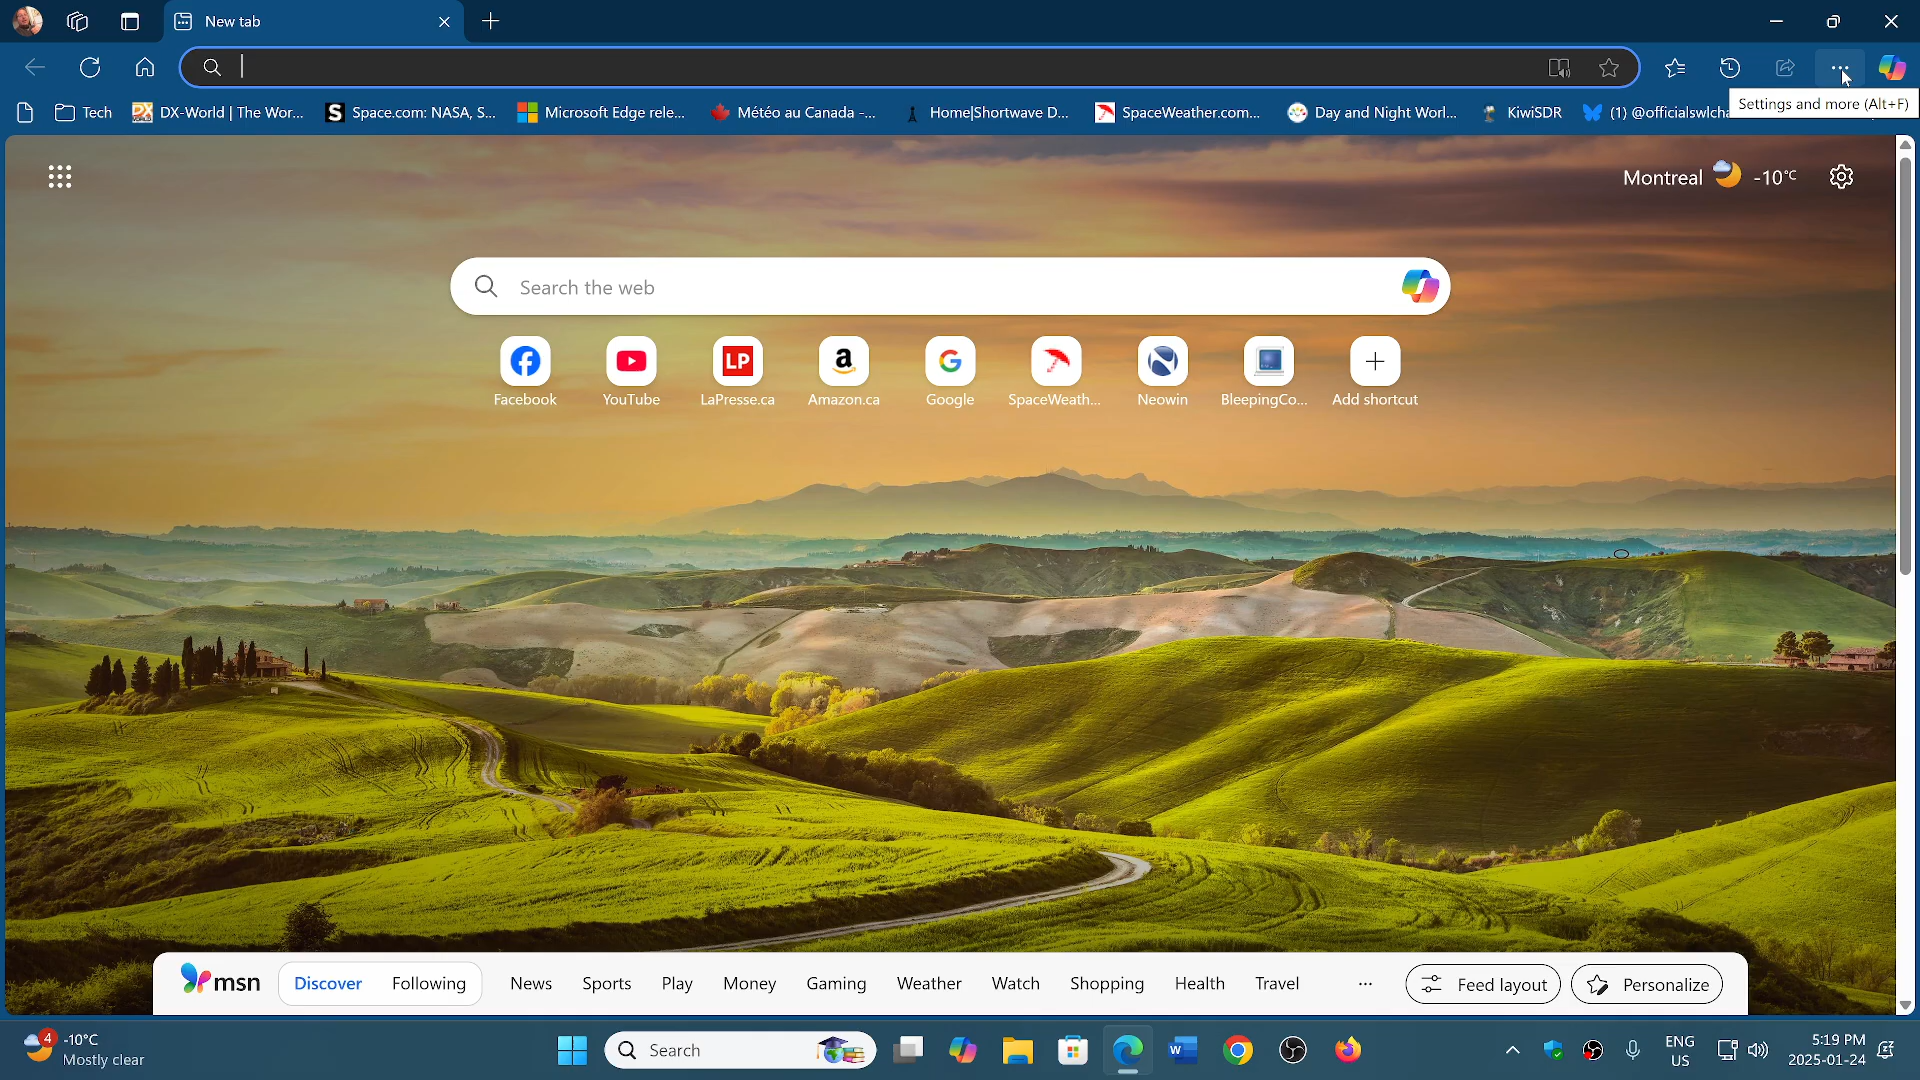 New tab
Tech
DX-World | The Wor...
Space.com: NASA, S...
Microsoft Edge rele...
Météo au Canada -...
Home|Shortwave D...
SpaceWeather.com...
Day and Night Worl...
KiwiSDR
(1) @officialswlcha
Settings and more (Alt+F)
Montreal
-10°C
Search the web
Facebook
YouTube
LP
LaPresse.ca
a
Amazon.ca
G
Google
SpaceWeath...
Neowin
BleepingCo...
Add shortcut
msn
Discover
Following
News
Sports
Play
Money
Gaming
Weather
Watch
Shopping
Health
Travel
...
Feed layout
Personalize
4
-10°C
Mostly clear
Search
W
ENG
US
5:19 PM
2025-01-24